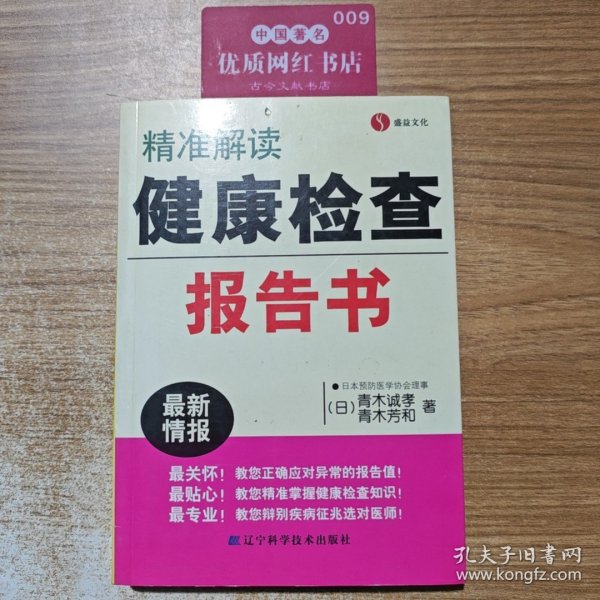 009
中国著名
优质网红书店
古今文献书店
盛益文化
精准解读
健康检查
报告书
●日本预防医学协会理事
(日)青木诚孝
青木芳和 著
最新
情报
最关怀！教您正确应对异常的报告值！
最贴心！教您精准掌握健康检查知识！
最专业！教您辩别疾病征兆选对医师！
辽宁科学技术出版社
孔夫子旧书网
www.kongfz.com